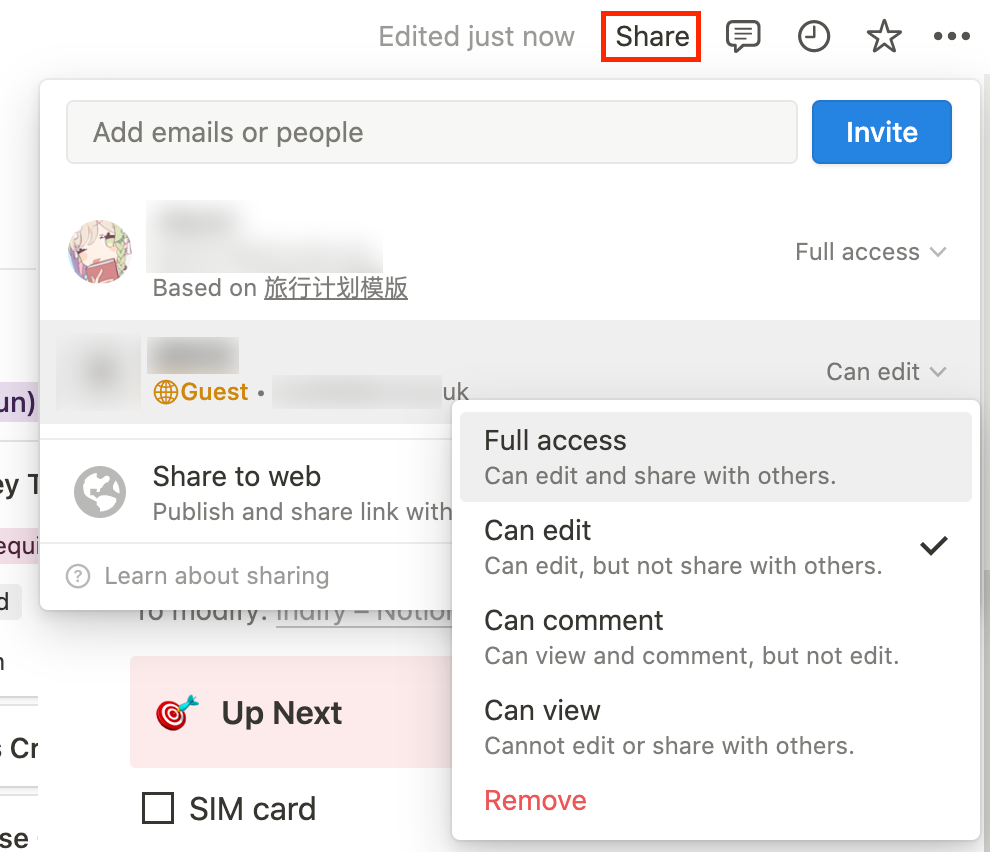 Edited just now Share
Add emails or people Invite
Full access
Based on 旅行计划模版
Guest • uk Can edit
Full access
Can edit and share with others.
Can edit
Can edit, but not share with others.
Can comment
Can view and comment, but not edit.
Can view
Cannot edit or share with others.
Remove
Share to web
Publish and share link with
? Learn about sharing
To modify: Indify – Notion
Up Next
SIM card
un)
ey T
equi
d
n
s Cr
se